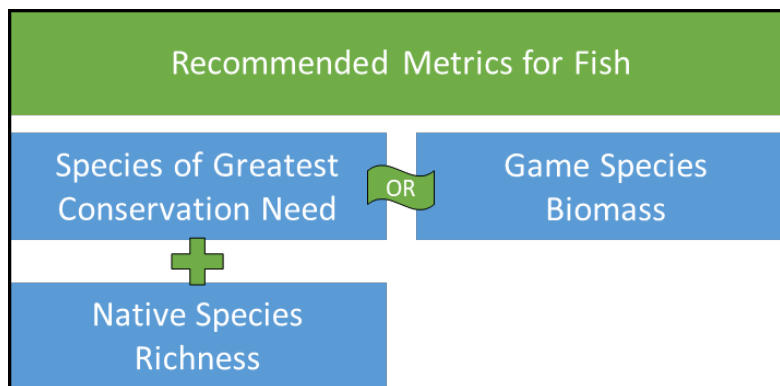 Recommended Metrics for Fish
Species of Greatest
Conservation Need
OR
Game Species
Biomass
Native Species
Richness